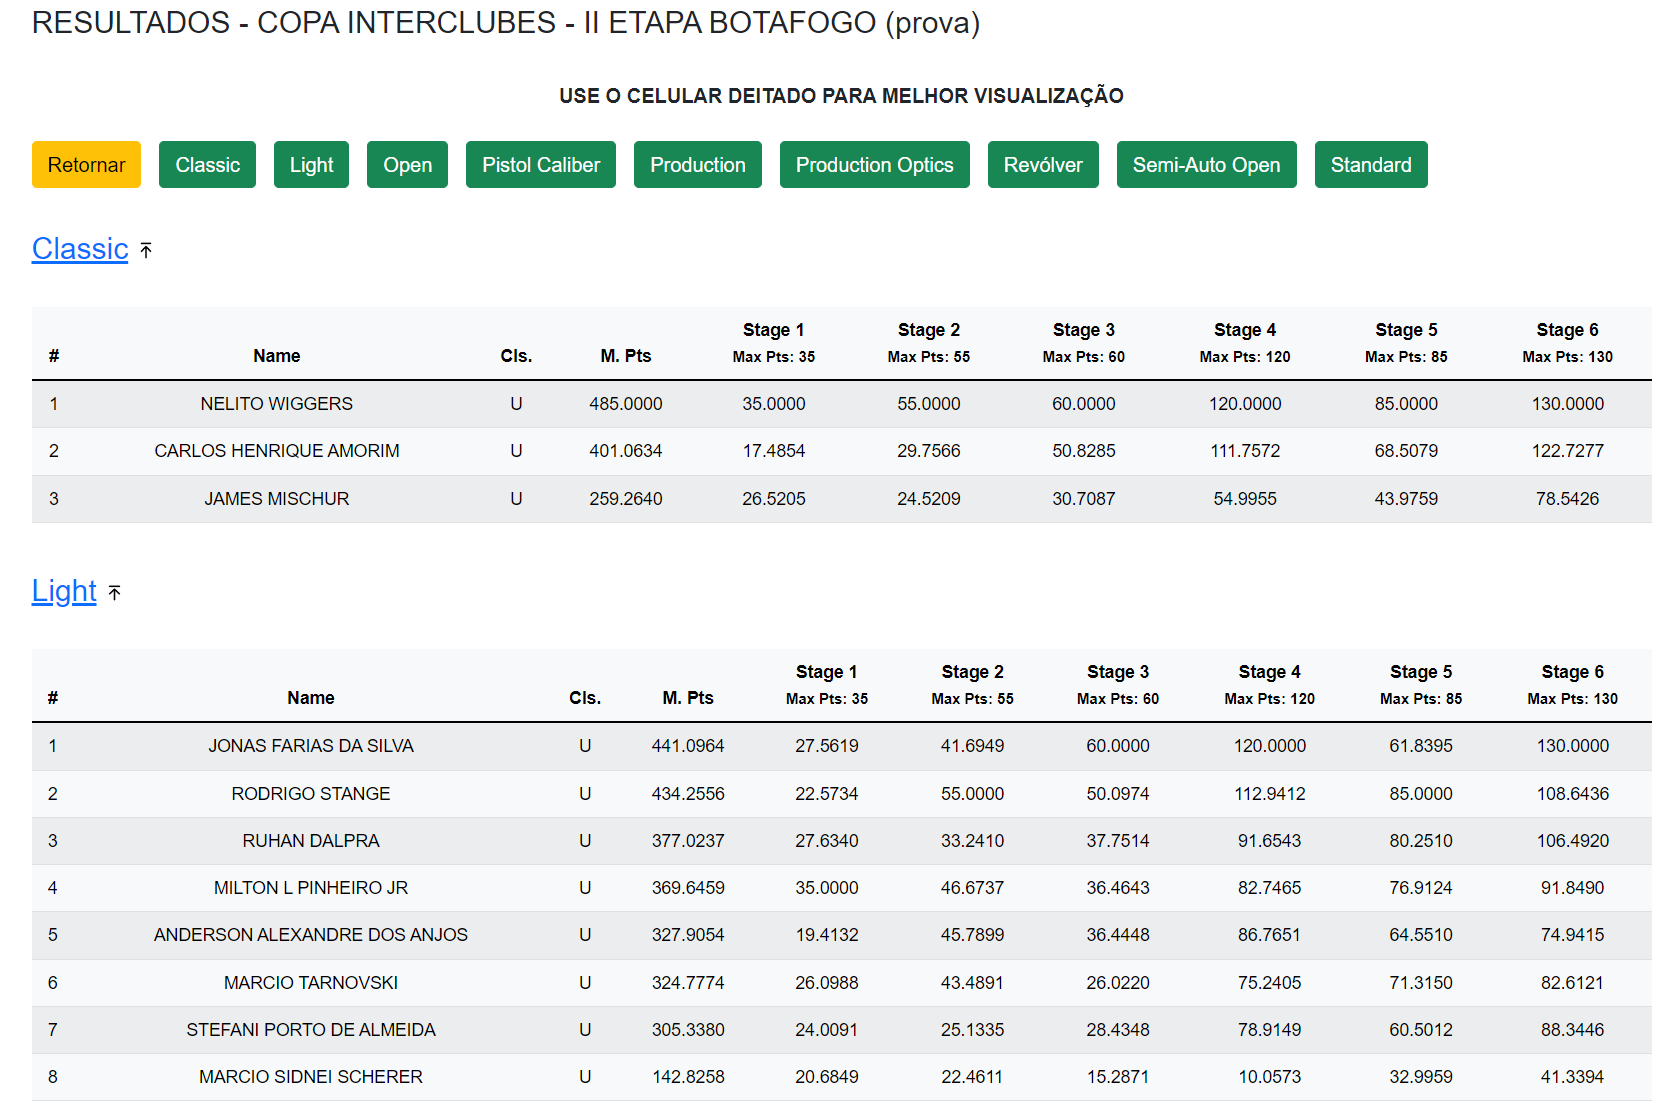 RESULTADOS - COPA INTERCLUBES - II ETAPA BOTAFOGO (prova)
USE O CELULAR DEITADO PARA MELHOR VISUALIZAÇÃO
Retornar Classic Light Open Pistol Caliber Production Production Optics Revólver Semi-Auto Open Standard
Classic
# Name Cls. M. Pts Stage 1 Stage 2 Stage 3 Stage 4 Stage 5 Stage 6
Max Pts: 35 Max Pts: 55 Max Pts: 60 Max Pts: 120 Max Pts: 85 Max Pts: 130
1 NELITO WIGGERS U 485.0000 35.0000 55.0000 60.0000 120.0000 85.0000 130.0000
2 CARLOS HENRIQUE AMORIM U 401.0634 17.4854 29.7566 50.8285 111.7572 68.5079 122.7277
3 JAMES MISCHUR U 259.2640 26.5205 24.5209 30.7087 54.9955 43.9759 78.5426
Light
# Name Cls. M. Pts Stage 1 Stage 2 Stage 3 Stage 4 Stage 5 Stage 6
Max Pts: 35 Max Pts: 55 Max Pts: 60 Max Pts: 120 Max Pts: 85 Max Pts: 130
1 JONAS FARIAS DA SILVA U 441.0964 27.5619 41.6949 60.0000 120.0000 61.8395 130.0000
2 RODRIGO STANGE U 434.2556 22.5734 55.0000 50.0974 112.9412 85.0000 108.6436
3 RUHAN DALPRA U 377.0237 27.6340 33.2410 37.7514 91.6543 80.2510 106.4920
4 MILTON L PINHEIRO JR U 369.6459 35.0000 46.6737 36.4643 82.7465 76.9124 91.8490
5 ANDERSON ALEXANDRE DOS ANJOS U 327.9054 19.4132 45.7899 36.4448 86.7651 64.5510 74.9415
6 MARCIO TARNOVSKI U 324.7774 26.0988 43.4891 26.0220 75.2405 71.3150 82.6121
7 STEFANI PORTO DE ALMEIDA U 305.3380 24.0091 25.1335 28.4348 78.9149 60.5012 88.3446
8 MARCIO SIDNEI SCHERER U 142.8258 20.6849 22.4611 15.2871 10.0573 32.9959 41.3394